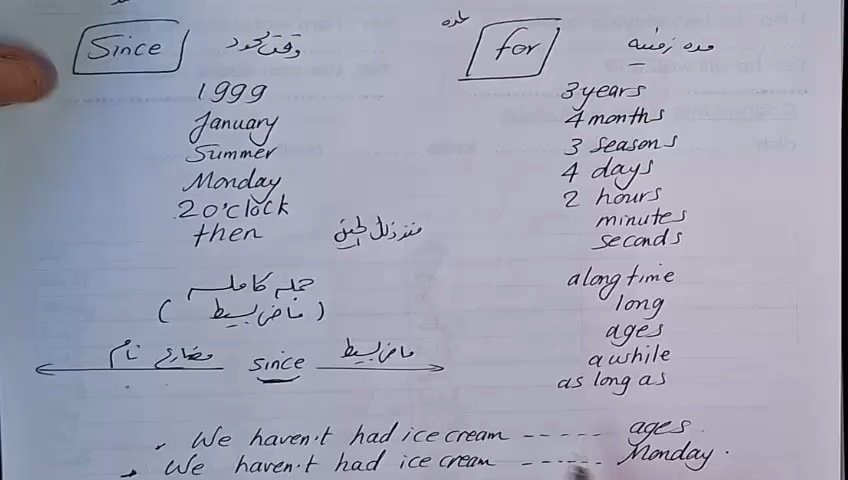 Since
وقت محدد
1999
January
Summer
Monday
2 o'clock
then منذ ذلك الحين
جملة كاملة
(ماضي بسيط)
مضارع تام since ماضي بسيط
for
مدة زمنية
3 years
4 months
3 seasons
4 days
2 hours
minutes
seconds
a long time
long
ages
a while
as long as
. We haven't had ice cream ------ ages.
. We haven't had ice cream ------ Monday.